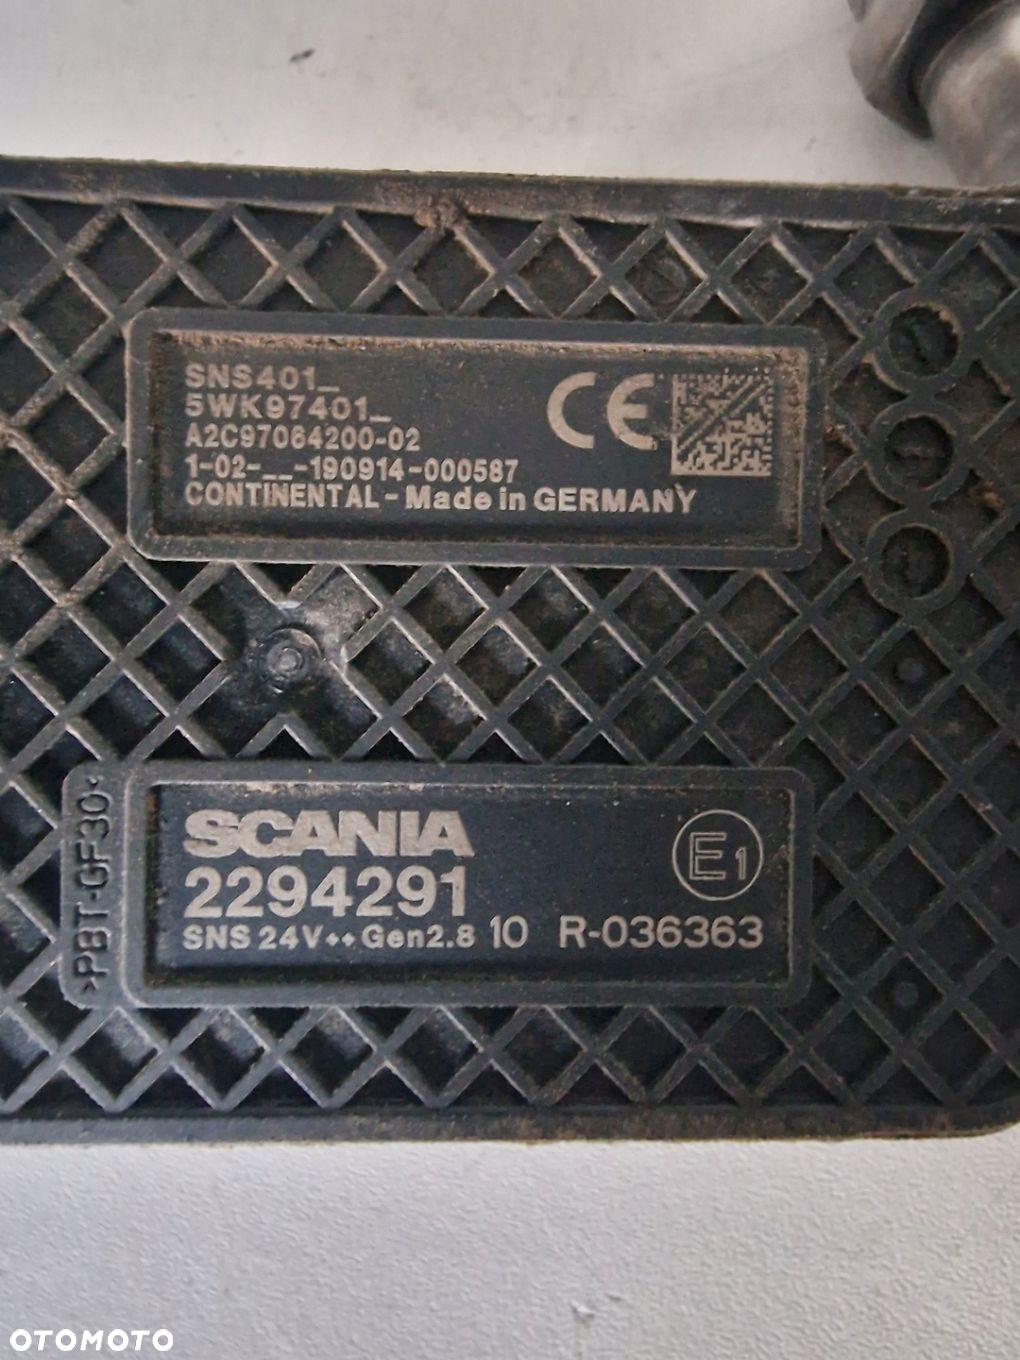 SNS401_
5WK97401_
A2C97084200-02
1-02-__-190914-000587
CONTINENTAL - Made in GERMANY
CE
>PBT-GF30<
SCANIA
2294291
SNS 24V++ Gen2.8 10 R-036363
E1
OTOMOTO